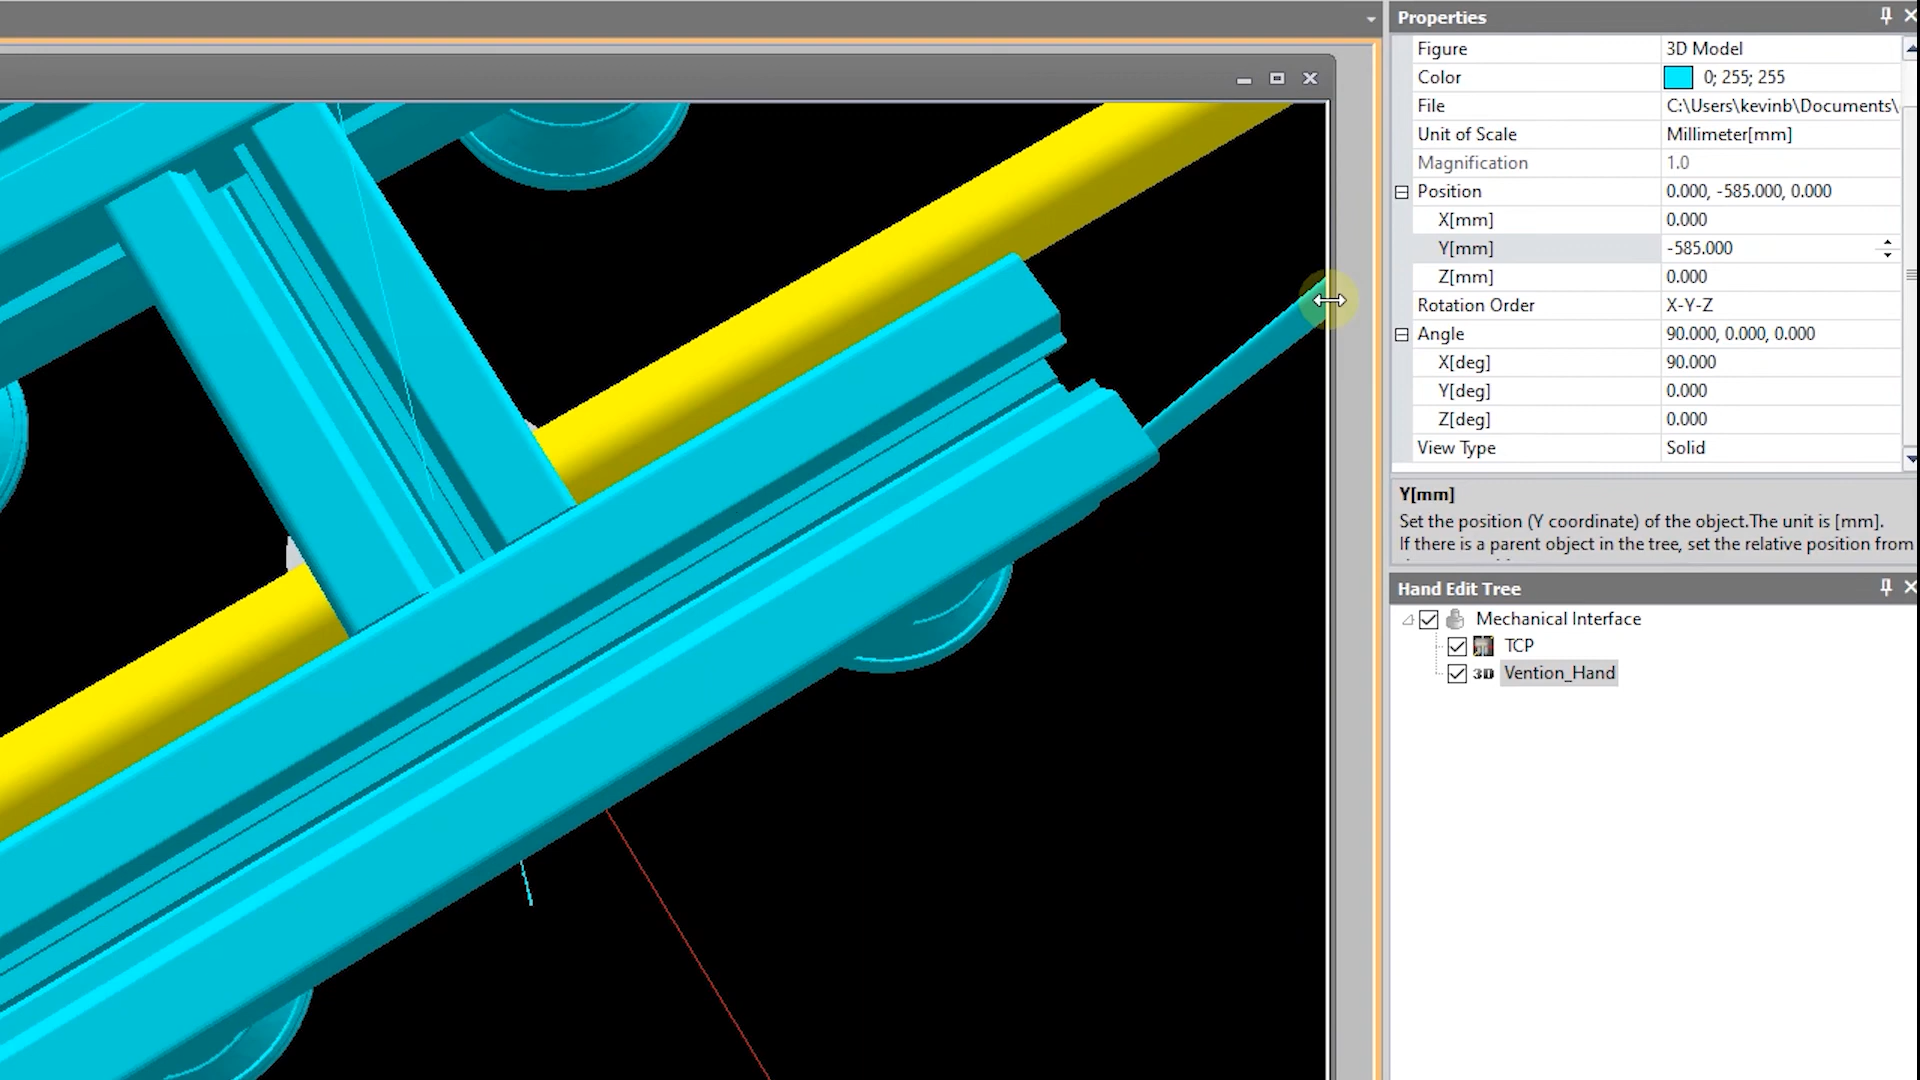 Properties
Figure 3D Model
Color 0; 255; 255
File C:\Users\kevinb\Documents\
Unit of Scale Millimeter[mm]
Magnification 1.0
Position 0.000, -585.000, 0.000
X[mm] 0.000
Y[mm] -585.000
Z[mm] 0.000
Rotation Order X-Y-Z
Angle 90.000, 0.000, 0.000
X[deg] 90.000
Y[deg] 0.000
Z[deg] 0.000
View Type Solid
Y[mm]
Set the position (Y coordinate) of the object.The unit is [mm].
If there is a parent object in the tree, set the relative position from
Hand Edit Tree
Mechanical Interface
TCP
3D Vention_Hand